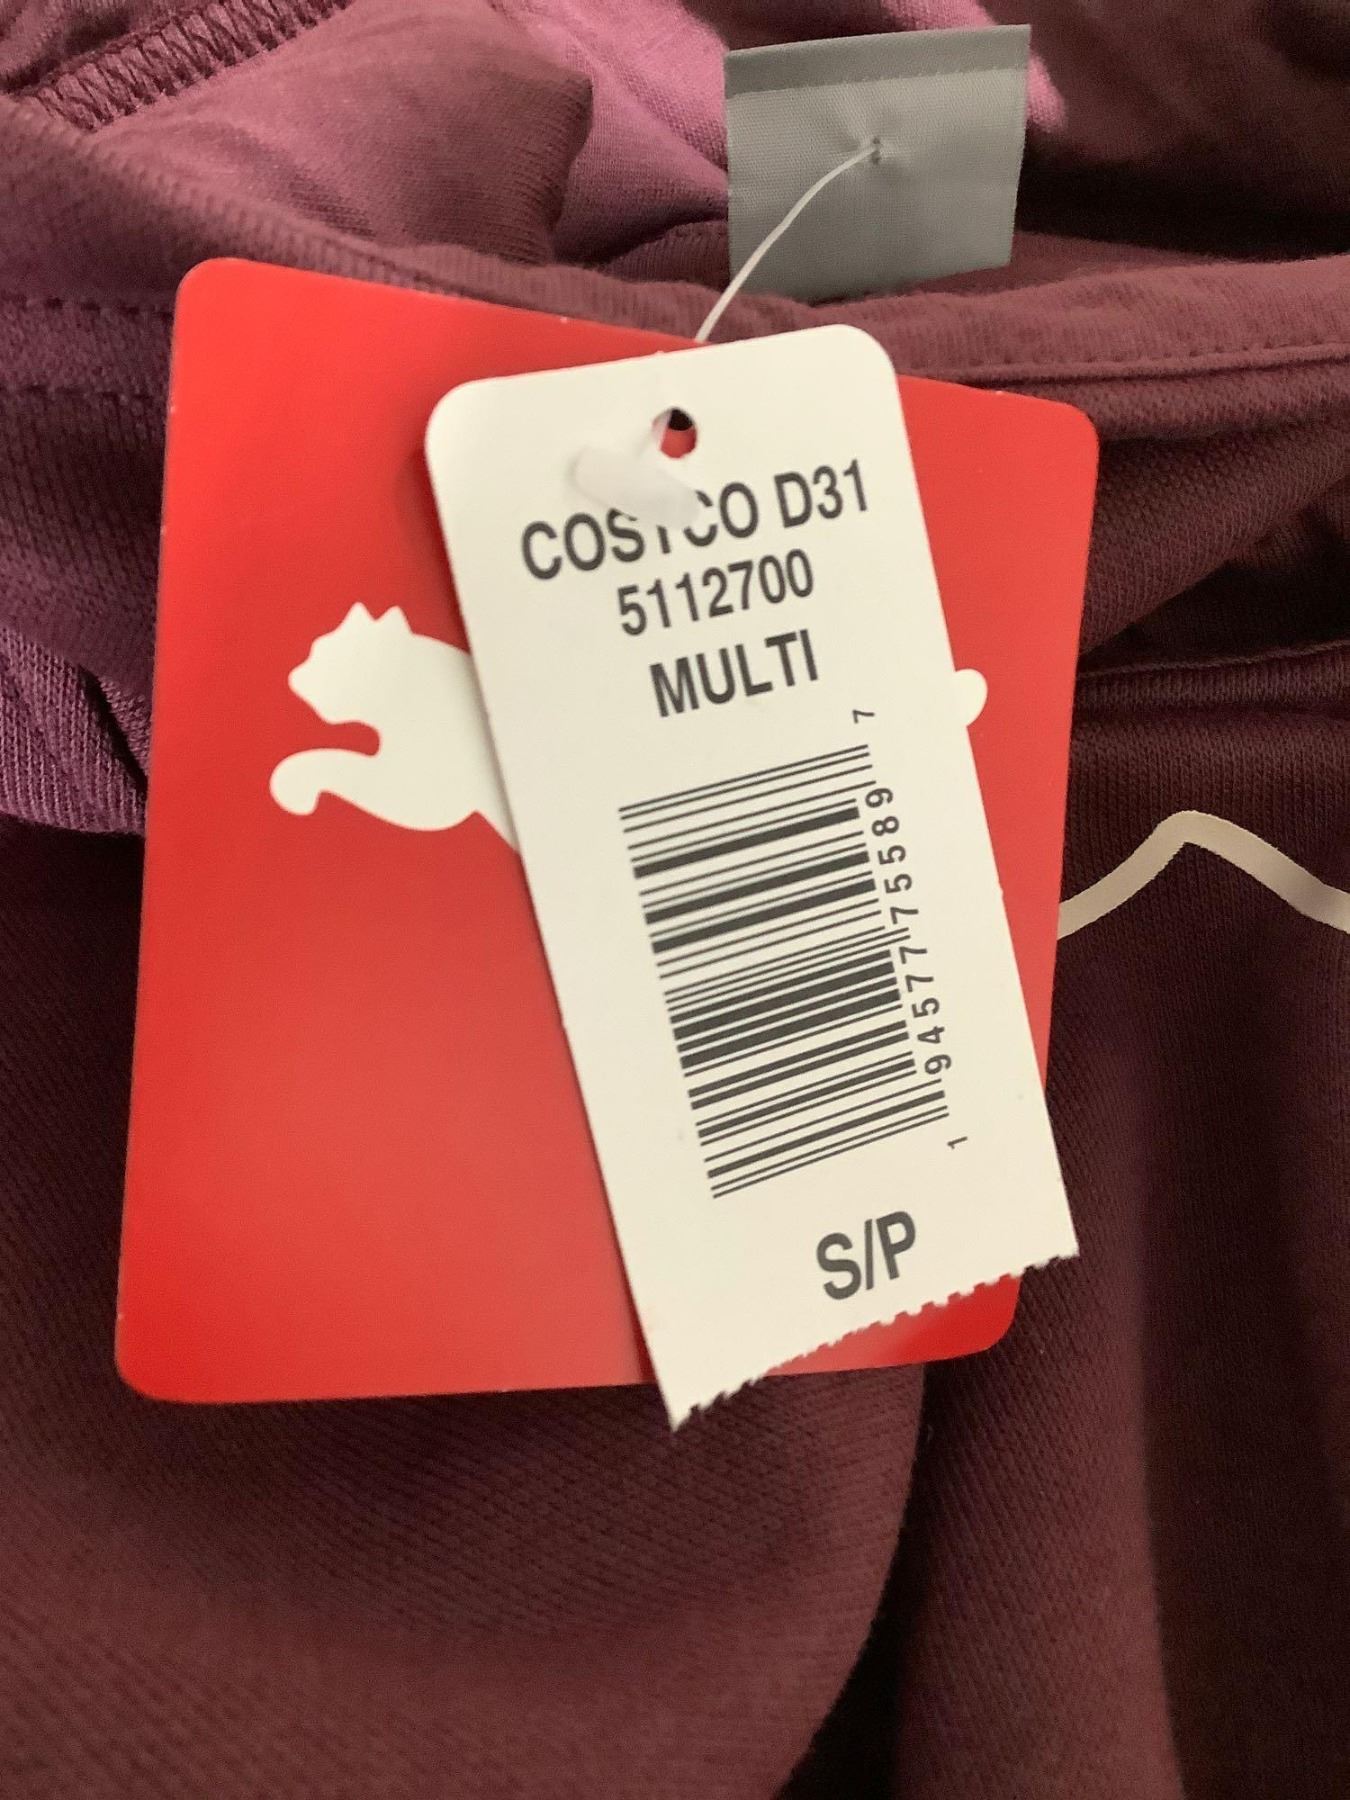 COSTCO D31
5112700
MULTI
1 94577 75589 7
S/P